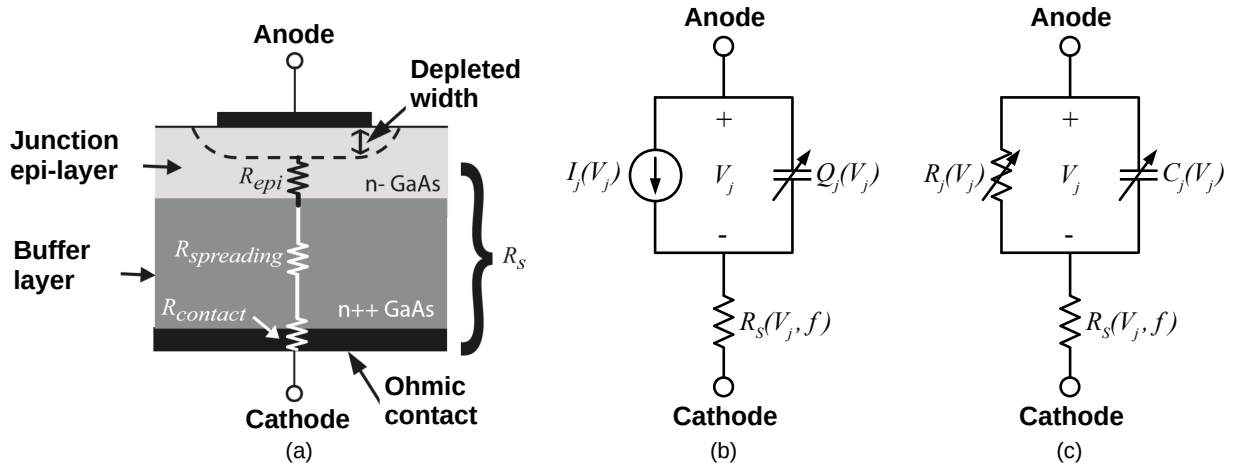 Anode
Depleted
width
Junction
epi-layer
R_epi
n- GaAs
Buffer
layer
R_spreading
R_s
R_contact
n++ GaAs
Ohmic
contact
Cathode
(a)
Anode
+
I_j(V_j)
V_j
Q_j(V_j)
-
R_S(V_j, f)
Cathode
(b)
Anode
+
R_j(V_j)
V_j
C_j(V_j)
-
R_S(V_j, f)
Cathode
(c)